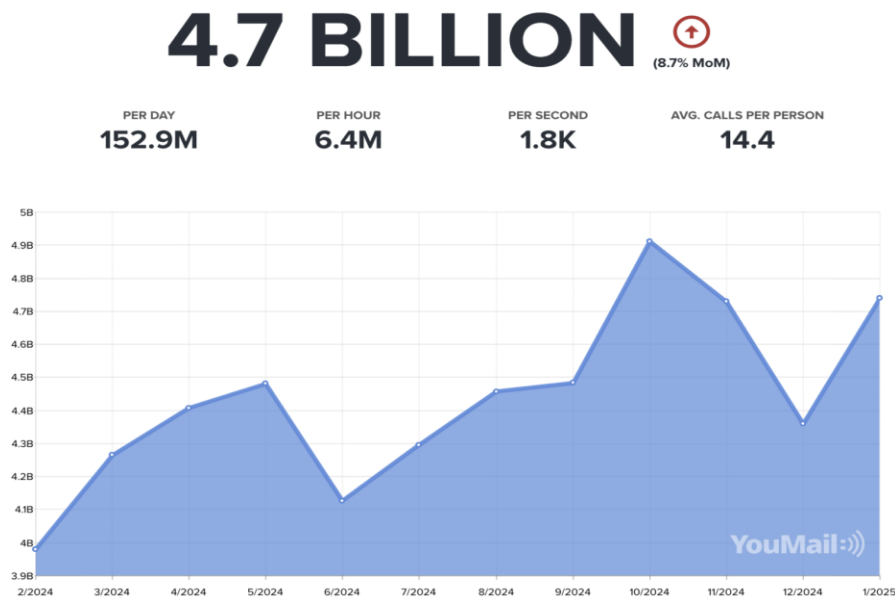 4.7 BILLION
(8.7% MoM)
PER DAY
152.9M
PER HOUR
6.4M
PER SECOND
1.8K
AVG. CALLS PER PERSON
14.4
5B
4.9B
4.8B
4.7B
4.6B
4.5B
4.4B
4.3B
4.2B
4.1B
4B
3.9B
YouMail
2/2024
3/2024
4/2024
5/2024
6/2024
7/2024
8/2024
9/2024
10/2024
11/2024
12/2024